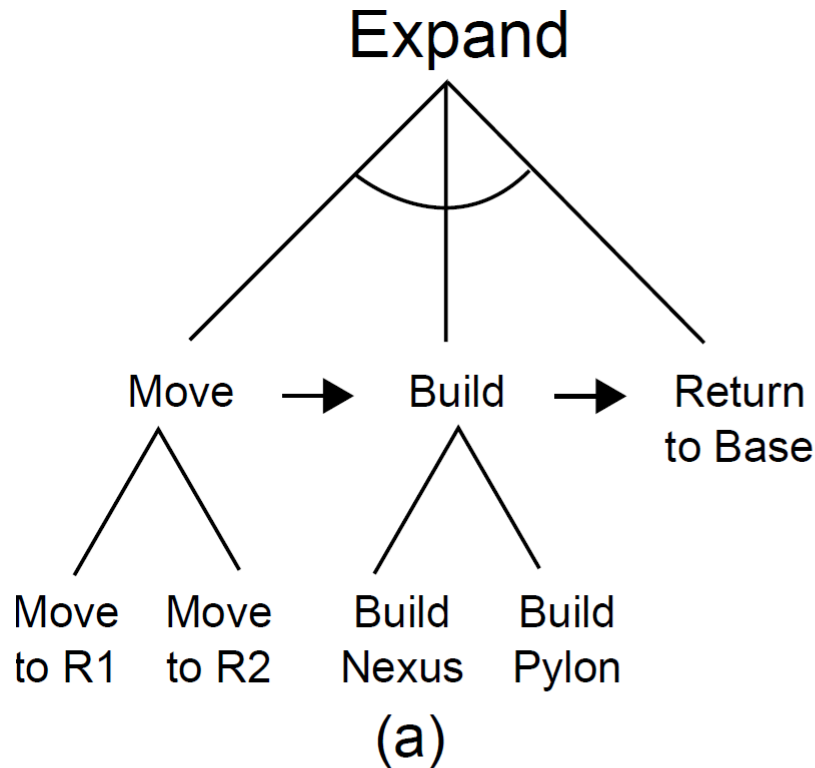 Expand
Move
Build
Return
to Base
Move
to R1
Move
to R2
Build
Nexus
Build
Pylon
(a)